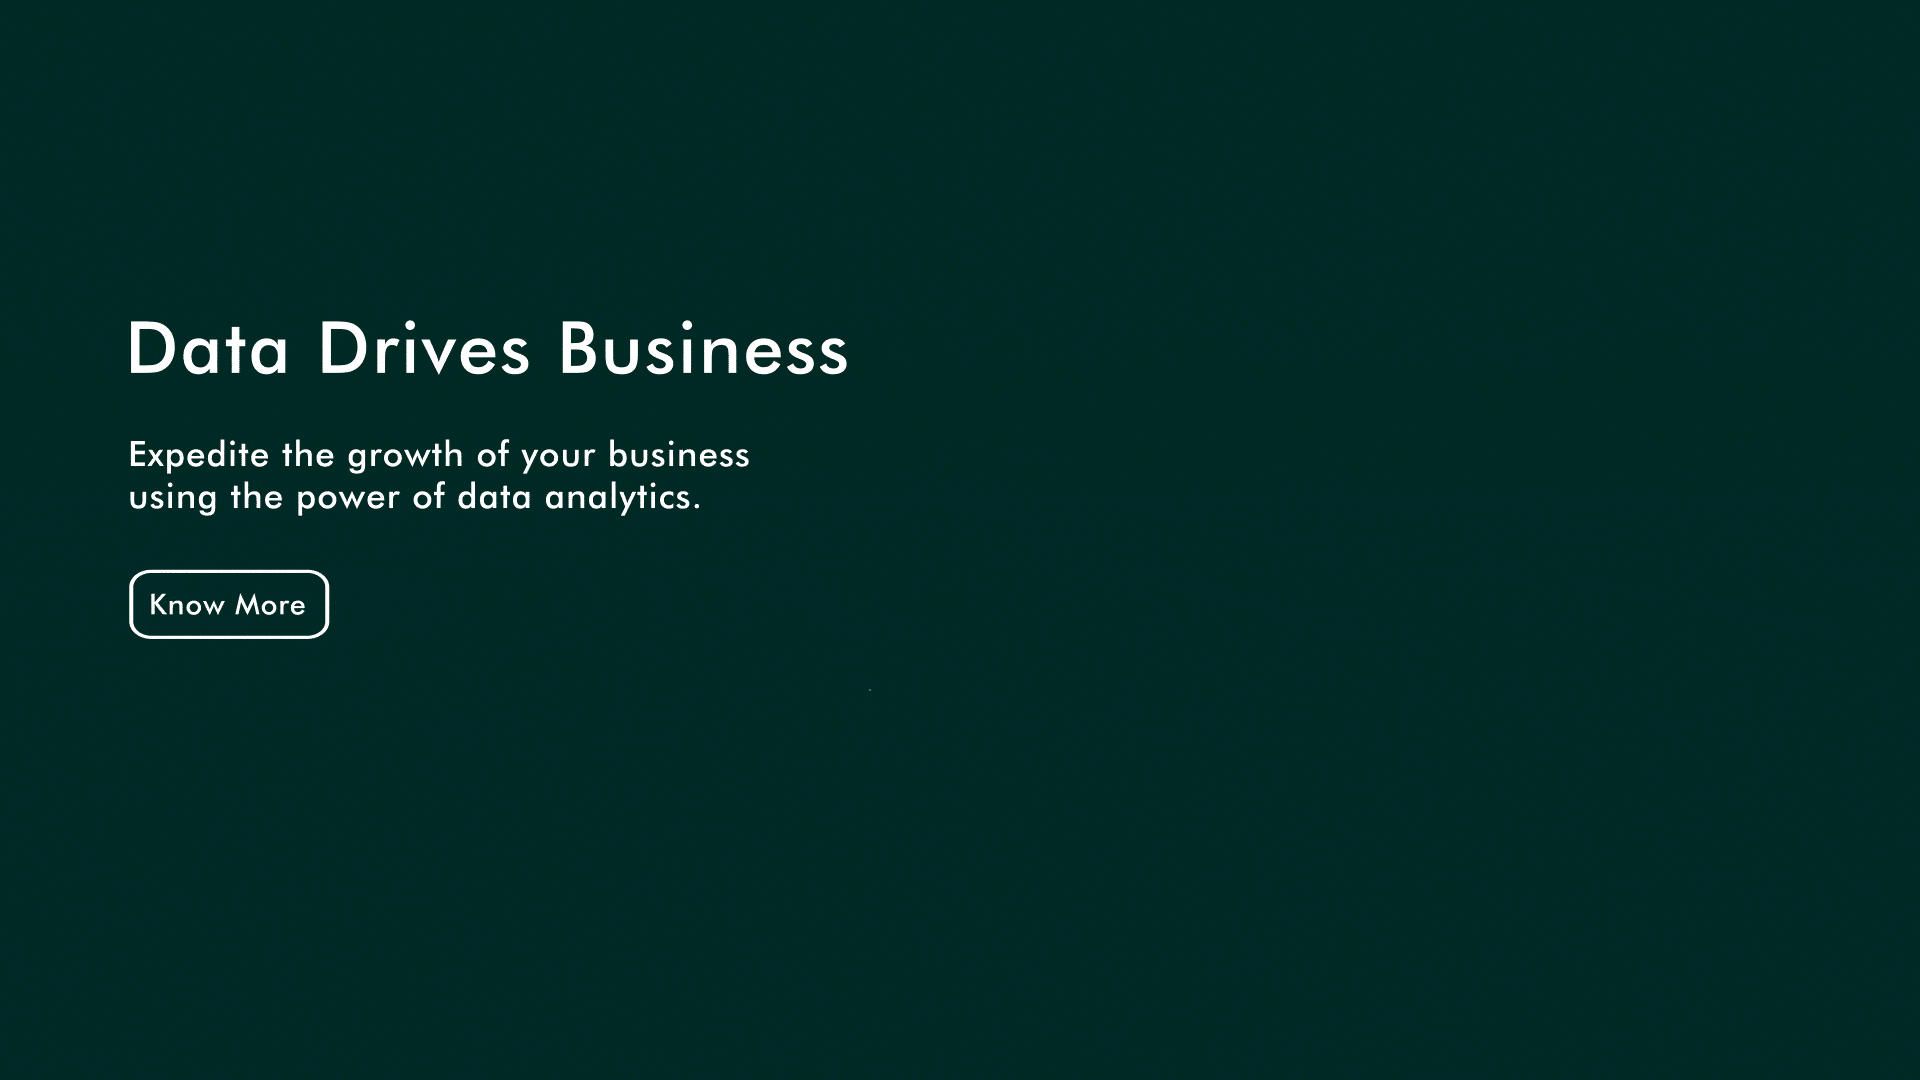 Data Drives Business
Expedite the growth of your business
using the power of data analytics.
Know More